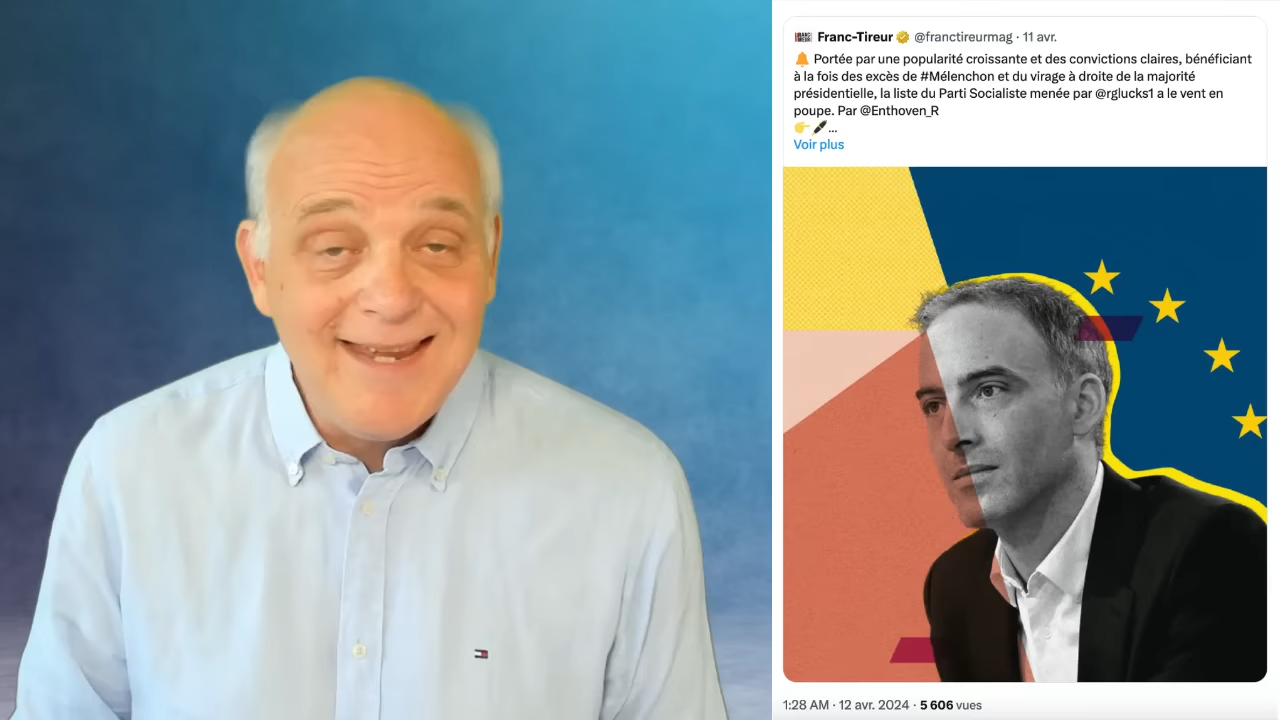 Franc-Tireur @franctireurmag · 11 avr.
🔔 Portée par une popularité croissante et des convictions claires, bénéficiant
à la fois des excès de #Mélenchon et du virage à droite de la majorité
présidentielle, la liste du Parti Socialiste menée par @rglucks1 a le vent en
poupe. Par @Enthoven_R
👉🖋️...
Voir plus
1:28 AM · 12 avr. 2024 · 5 606 vues